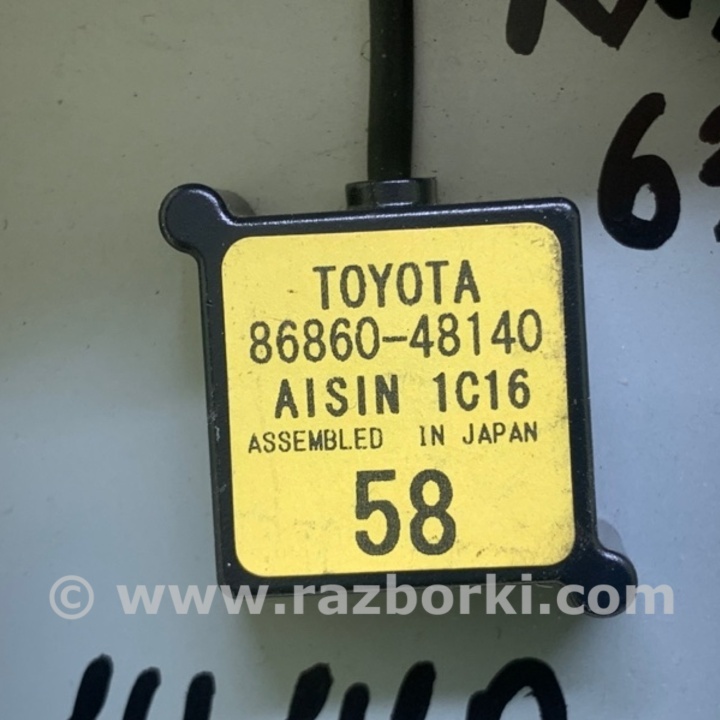 TOYOTA
86860-48140
AISIN 1C16
ASSEMBLED IN JAPAN
58
© www.razborki.com